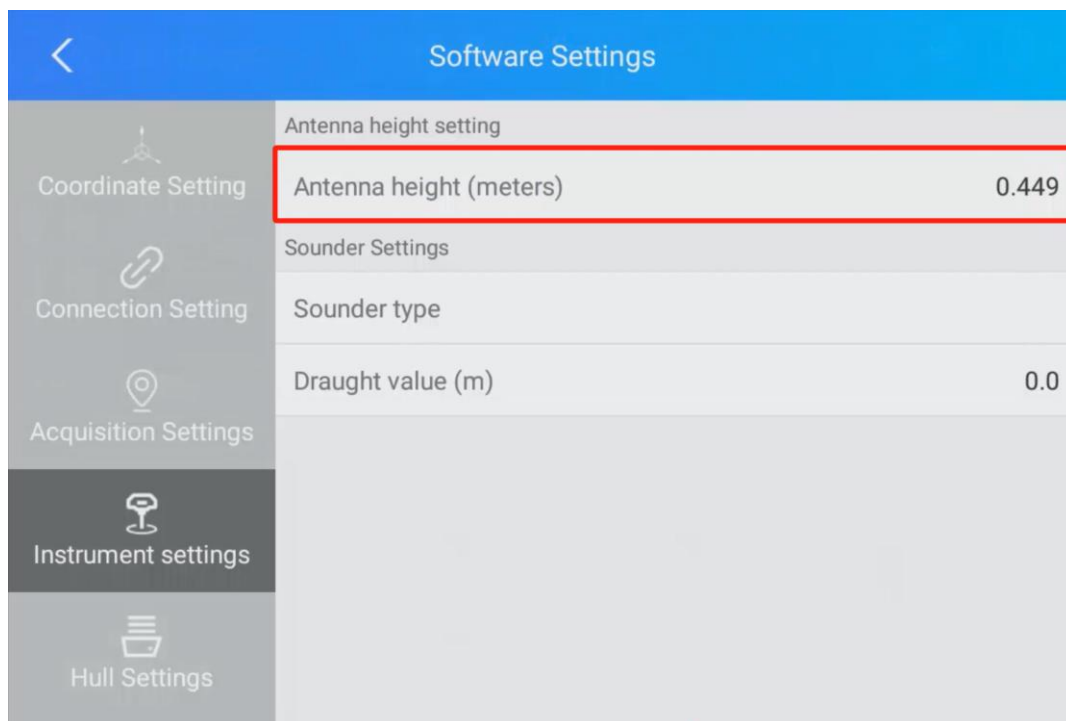 Software Settings
Coordinate Setting
Connection Setting
Acquisition Settings
Instrument settings
Hull Settings
Antenna height setting
Antenna height (meters) 0.449
Sounder Settings
Sounder type
Draught value (m) 0.0